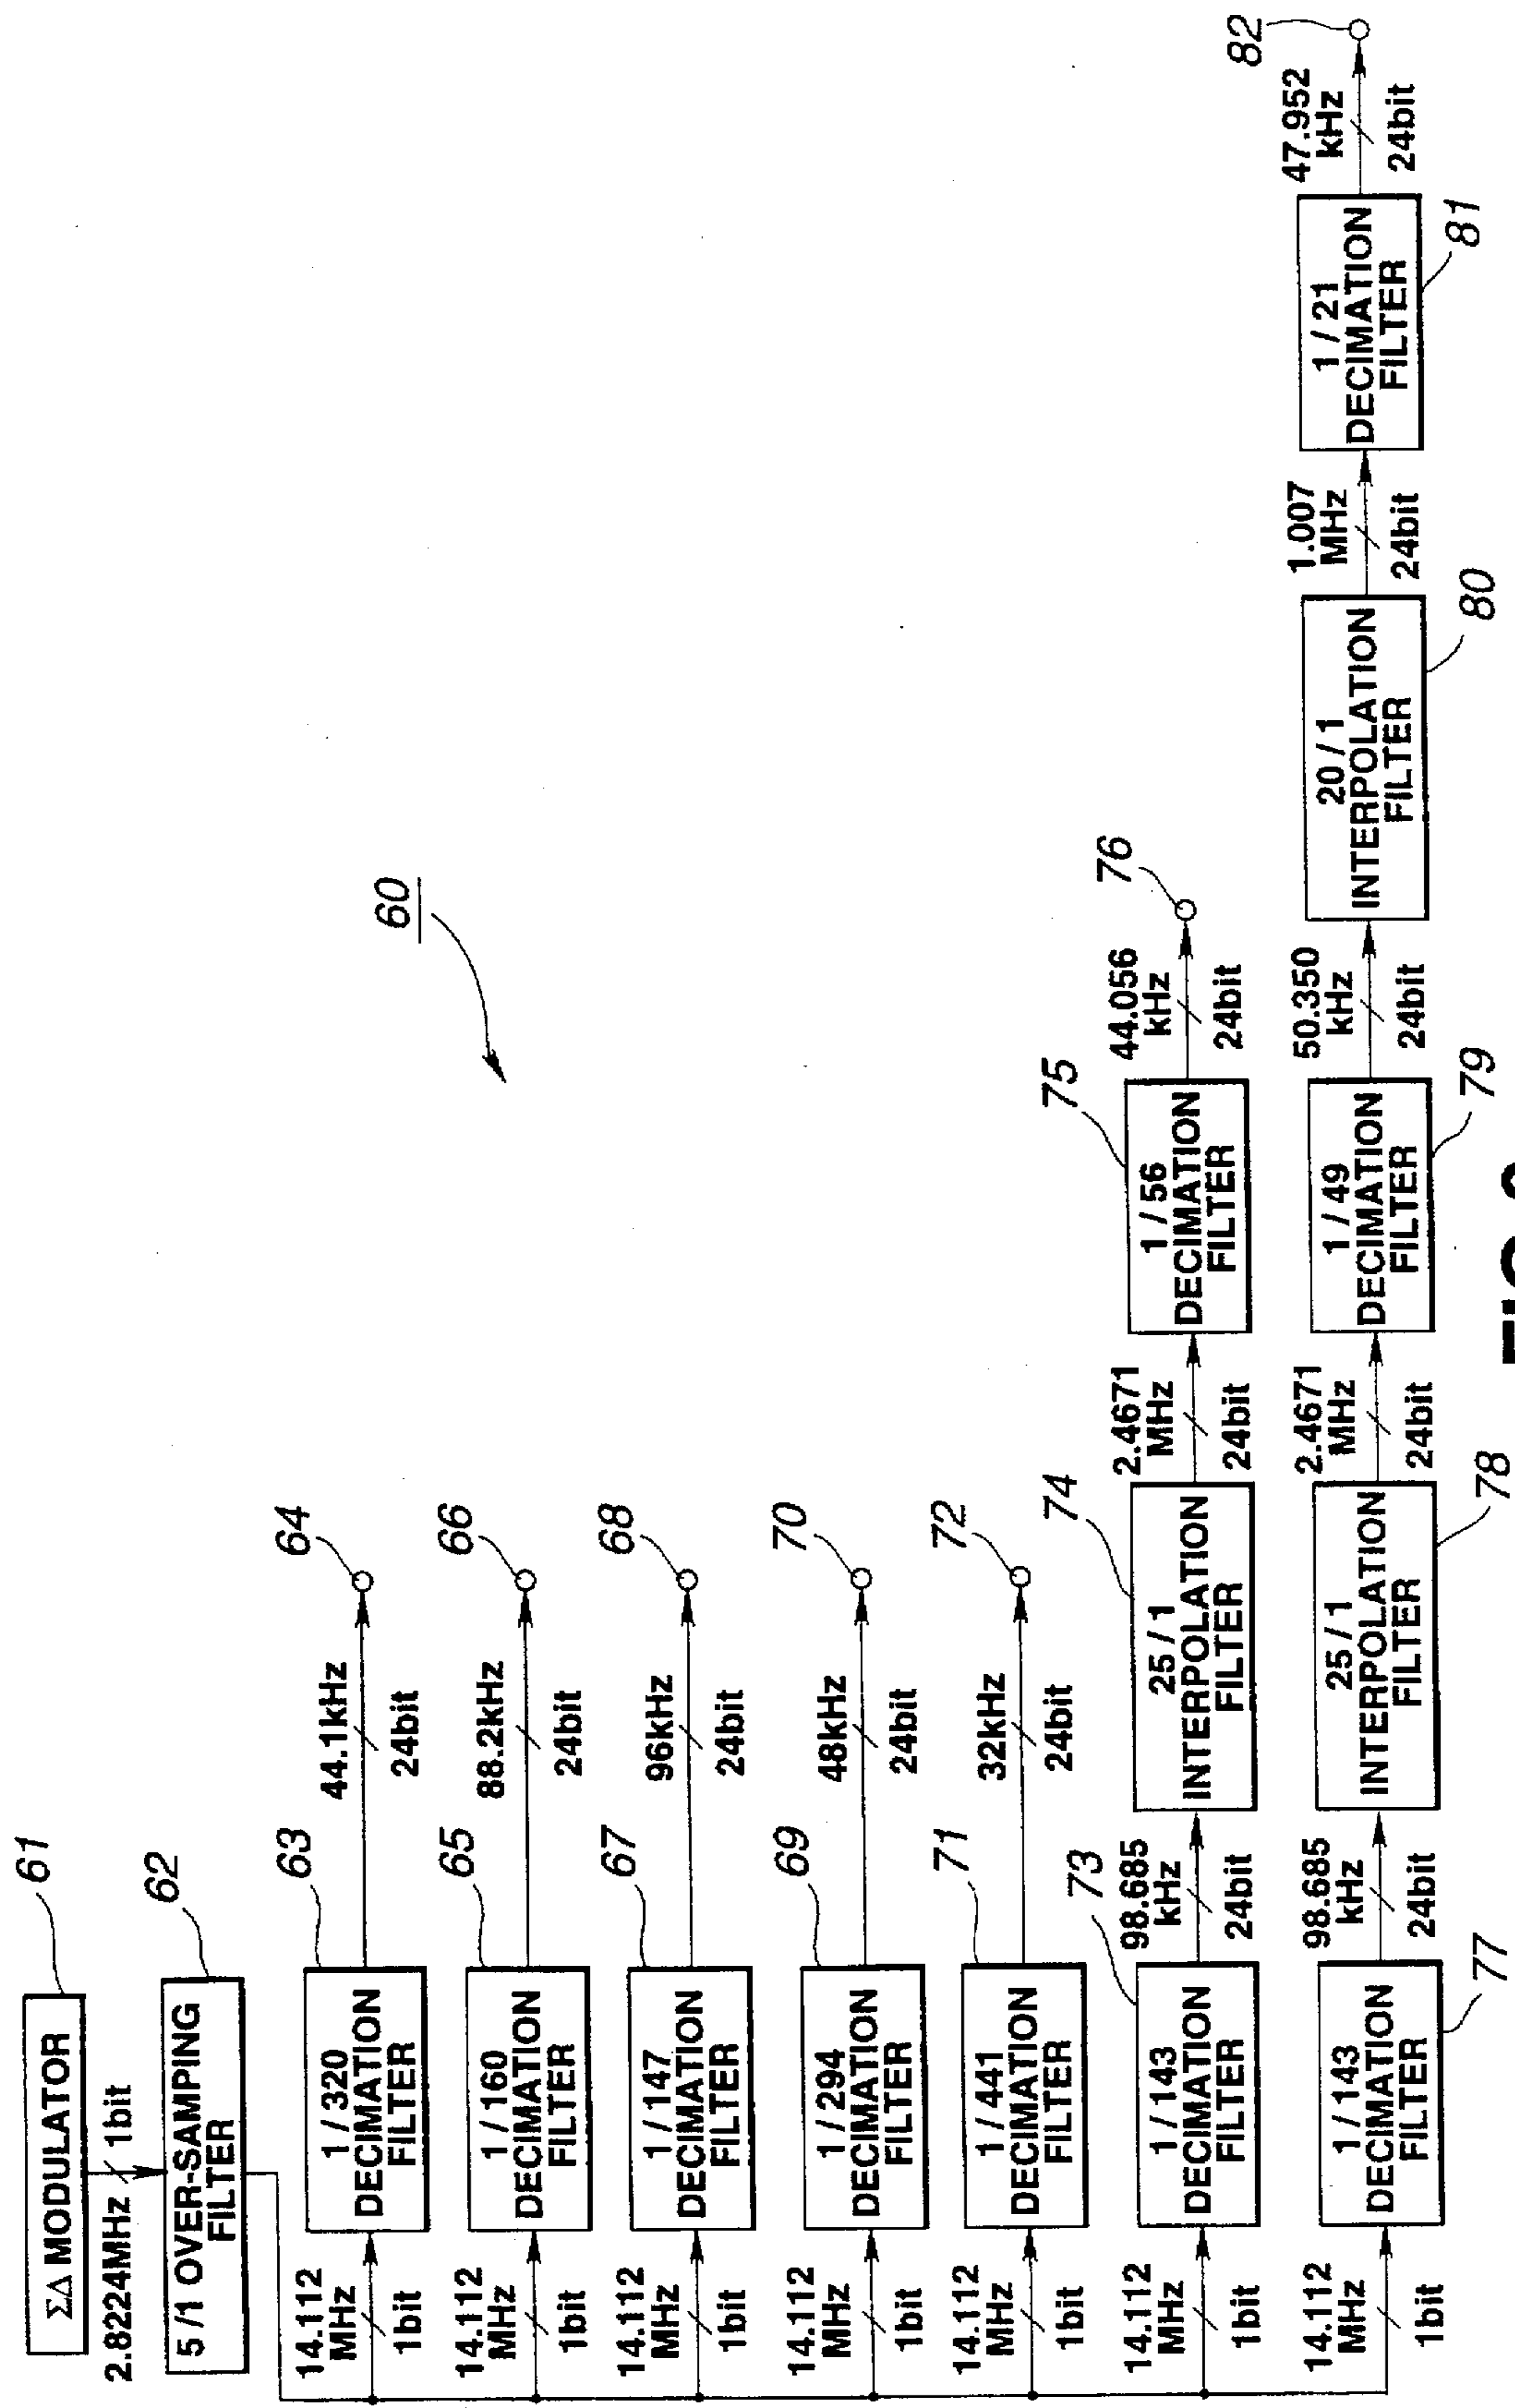 60
ΣΔ MODULATOR
61
2.8224MHz
1bit
5 /1 OVER-SAMPING
FILTER
62
14.112
MHz
1bit
1 / 320
DECIMATION
FILTER
63
44.1kHz
24bit
64
14.112
MHz
1bit
1 / 160
DECIMATION
FILTER
65
88.2kHz
24bit
66
14.112
MHz
1bit
1 / 147
DECIMATION
FILTER
67
96kHz
24bit
68
14.112
MHz
1bit
1 / 294
DECIMATION
FILTER
69
48kHz
24bit
70
14.112
MHz
1bit
1 / 441
DECIMATION
FILTER
71
32kHz
24bit
72
14.112
MHz
1bit
1 / 143
DECIMATION
FILTER
73
98.685
kHz
24bit
25 / 1
INTERPOLATION
FILTER
74
2.4671
MHz
24bit
1 / 56
DECIMATION
FILTER
75
44.056
kHz
24bit
76
14.112
MHz
1bit
1 / 143
DECIMATION
FILTER
77
98.685
kHz
24bit
25 / 1
INTERPOLATION
FILTER
78
2.4671
MHz
24bit
1 / 49
DECIMATION
FILTER
79
50.350
kHz
24bit
20 / 1
INTERPOLATION
FILTER
80
1.007
MHz
24bit
1 / 21
DECIMATION
FILTER
81
47.952
kHz
24bit
82